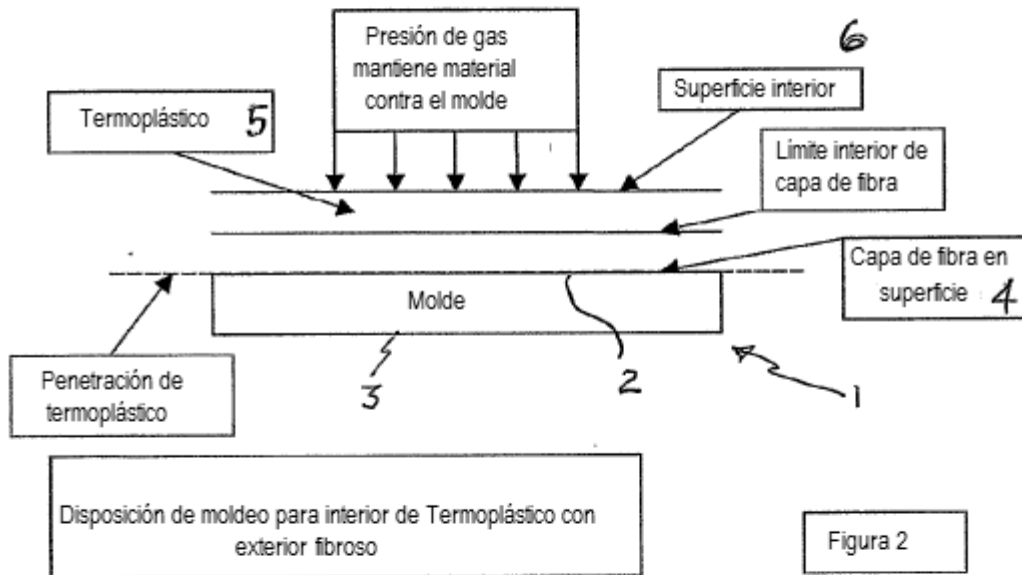 Presión de gas
mantiene material
contra el molde
6
Superficie interior
Termoplástico 5
Límite interior de
capa de fibra
Capa de fibra en
superficie 4
Molde
Penetración de
termoplástico
3
2
1
Disposición de moldeo para interior de Termoplástico con
exterior fibroso
Figura 2